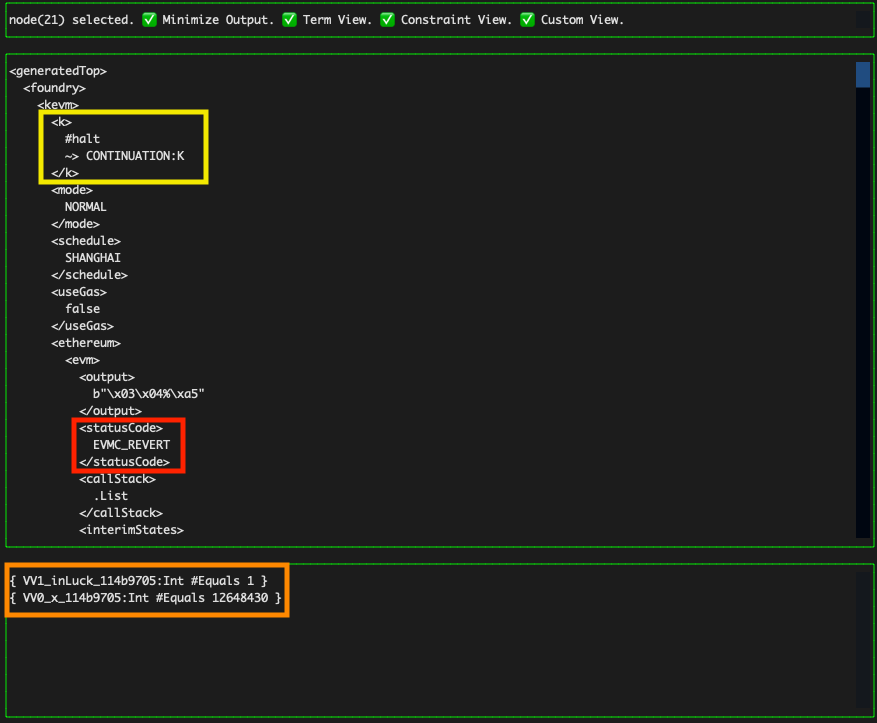 node(21) selected. ✅ Minimize Output. ✅ Term View. ✅ Constraint View. ✅ Custom View.
<generatedTop>
  <foundry>
    <kevm>
      <k>
        #halt
        ~> CONTINUATION:K
      </k>
      <mode>
        NORMAL
      </mode>
      <schedule>
        SHANGHAI
      </schedule>
      <useGas>
        false
      </useGas>
      <ethereum>
        <evm>
          <output>
            b"\x03\x04%\xa5"
          </output>
          <statusCode>
            EVMC_REVERT
          </statusCode>
          <callStack>
            .List
          </callStack>
          <interimStates>
{ VV1_inLuck_114b9705:Int #Equals 1 }
{ VV0_x_114b9705:Int #Equals 12648430 }